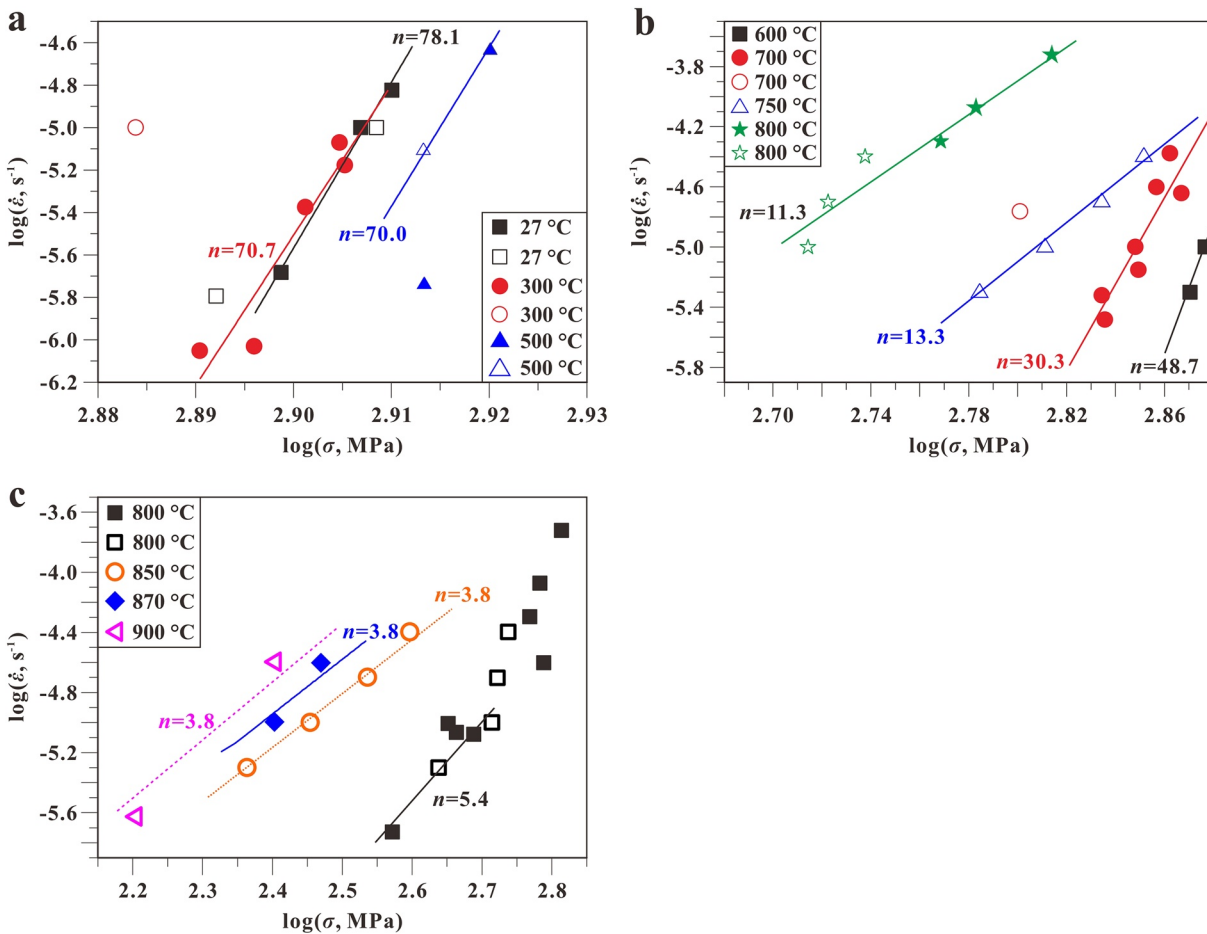 a
-4.6
-4.8
-5.0
-5.2
-5.4
-5.6
-5.8
-6.0
-6.2
log(ε̇, s⁻¹)
n=78.1
n=70.7
n=70.0
27 °C
27 °C
300 °C
300 °C
500 °C
500 °C
2.88 2.89 2.90 2.91 2.92 2.93
log(σ, MPa)
b
-3.8
-4.2
-4.6
-5.0
-5.4
-5.8
log(ε̇, s⁻¹)
600 °C
700 °C
700 °C
750 °C
800 °C
800 °C
n=11.3
n=13.3
n=30.3
n=48.7
2.70 2.74 2.78 2.82 2.86
log(σ, MPa)
c
-3.6
-4.0
-4.4
-4.8
-5.2
-5.6
log(ε̇, s⁻¹)
800 °C
800 °C
850 °C
870 °C
900 °C
n=3.8
n=3.8
n=3.8
n=5.4
2.2 2.3 2.4 2.5 2.6 2.7 2.8
log(σ, MPa)